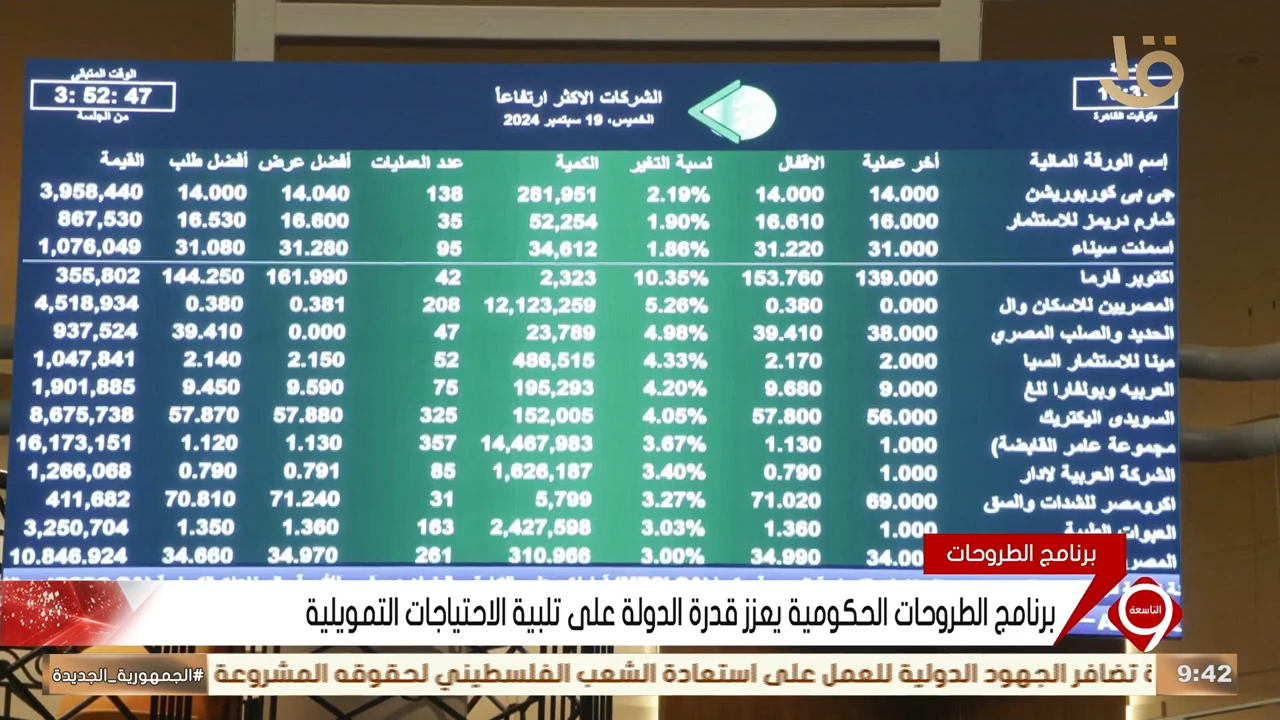 الوقت المتبقي
3: 52: 47
من الجلسة
الشركات الاكثر ارتفاعاً
الخميس، 19 سبتمبر 2024
بتوقيت القاهرة
إسم الورقة المالية أخر عملية الاقفال نسبة التغير الكمية عدد العمليات أفضل عرض أفضل طلب القيمة
جى بى كوربوريشن 14.000 14.000 2.19% 281,951 138 14.040 14.000 3,958,440
شارم دريمز للاستثمار 16.000 16.610 1.90% 52,254 35 16.600 16.530 867,530
اسمنت سيناء 31.000 31.220 1.86% 34,612 95 31.280 31.080 1,076,049
اكتوبر فارما 139.000 153.760 10.35% 2,323 42 161.990 144.250 355,802
المصريين للاسكان وال 0.000 0.380 5.26% 12,123,259 208 0.381 0.380 4,518,934
الحديد والصلب المصري 38.000 39.410 4.98% 23,789 47 0.000 39.410 937,524
مينا للاستثمار السيا 2.000 2.170 4.33% 486,515 52 2.150 2.140 1,047,841
العربيه وبولفارا للغ 9.000 9.680 4.20% 195,293 75 9.590 9.450 1,901,885
السويدى اليكتريك 56.000 57.800 4.05% 152,005 325 57.880 57.870 8,675,738
مجموعة عامر القابضة) 1.000 1.130 3.67% 14,467,983 357 1.130 1.120 16,173,151
الشركة العربية لادار 1.000 0.790 3.40% 1,626,187 85 0.791 0.790 1,266,068
اكرومصر للشدات والسق 69.000 71.020 3.27% 5,799 31 71.240 70.810 411,682
العبوات الطبية 1.000 1.360 3.03% 2,427,598 163 1.360 1.350 3,250,704
34.990 3.00% 310,966 261 34.970 34.660 10,846,924
برنامج الطروحات
التاسعة
برنامج الطروحات الحكومية يعزز قدرة الدولة على تلبية الاحتياجات التمويلية
9:42
تضافر الجهود الدولية للعمل على استعادة الشعب الفلسطيني لحقوقه المشروعة
#الجمهورية_الجديدة